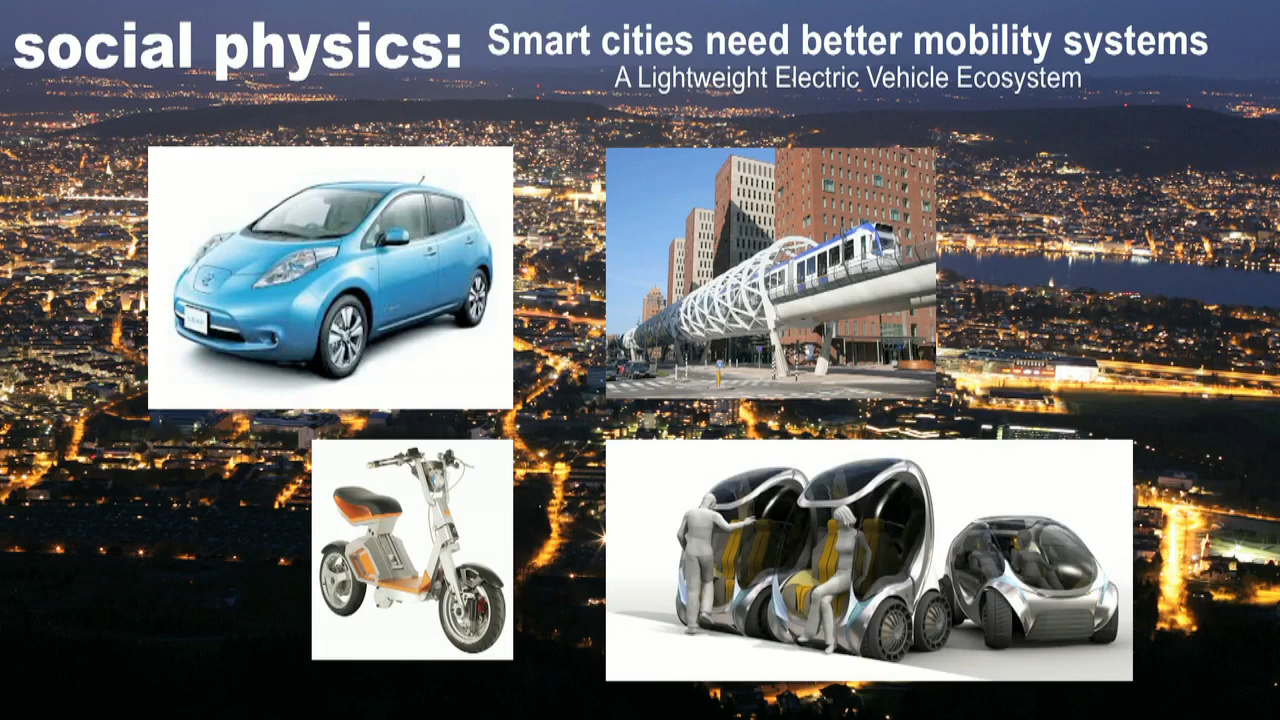 social physics:
Smart cities need better mobility systems
A Lightweight Electric Vehicle Ecosystem